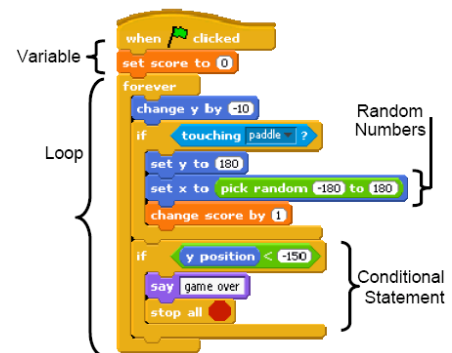 when clicked
Variable
set score to 0
forever
change y by -10
if touching paddle ?
Random
Numbers
Loop
set y to 180
set x to pick random -180 to 180
change score by 1
if y position < -150
say game over
Conditional
Statement
stop all